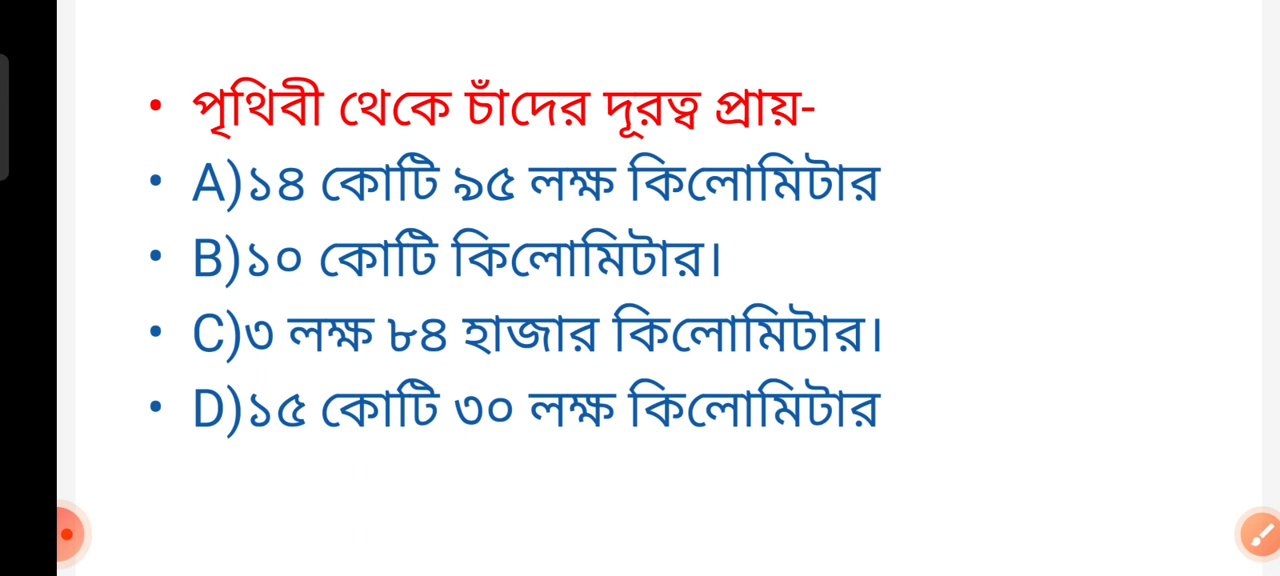 • পৃথিবী থেকে চাঁদের দূরত্ব প্রায়-
• A)১৪ কোটি ৯৫ লক্ষ কিলোমিটার
• B)১০ কোটি কিলোমিটার।
• C)৩ লক্ষ ৮৪ হাজার কিলোমিটার।
• D)১৫ কোটি ৩০ লক্ষ কিলোমিটার